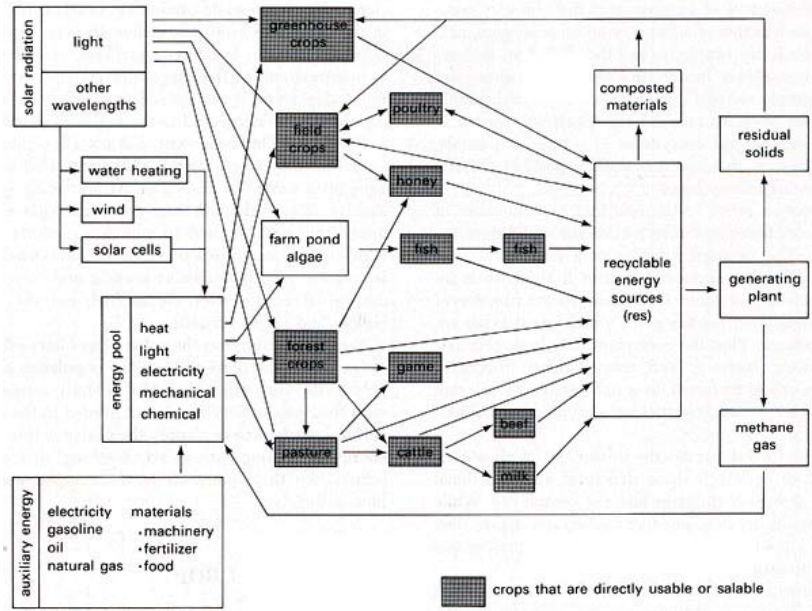 solar radiation
light
other
wavelengths
water heating
wind
solar cells
energy pool
heat
light
electricity
mechanical
chemical
auxiliary energy
electricity
gasoline
oil
natural gas
materials
·machinery
·fertilizer
·food
greenhouse
crops
field
crops
farm pond
algae
forest
crops
pasture
poultry
honey
fish
fish
game
cattle
beef
milk
composted
materials
recyclable
energy
sources
(res)
residual
solids
generating
plant
methane
gas
crops that are directly usable or salable